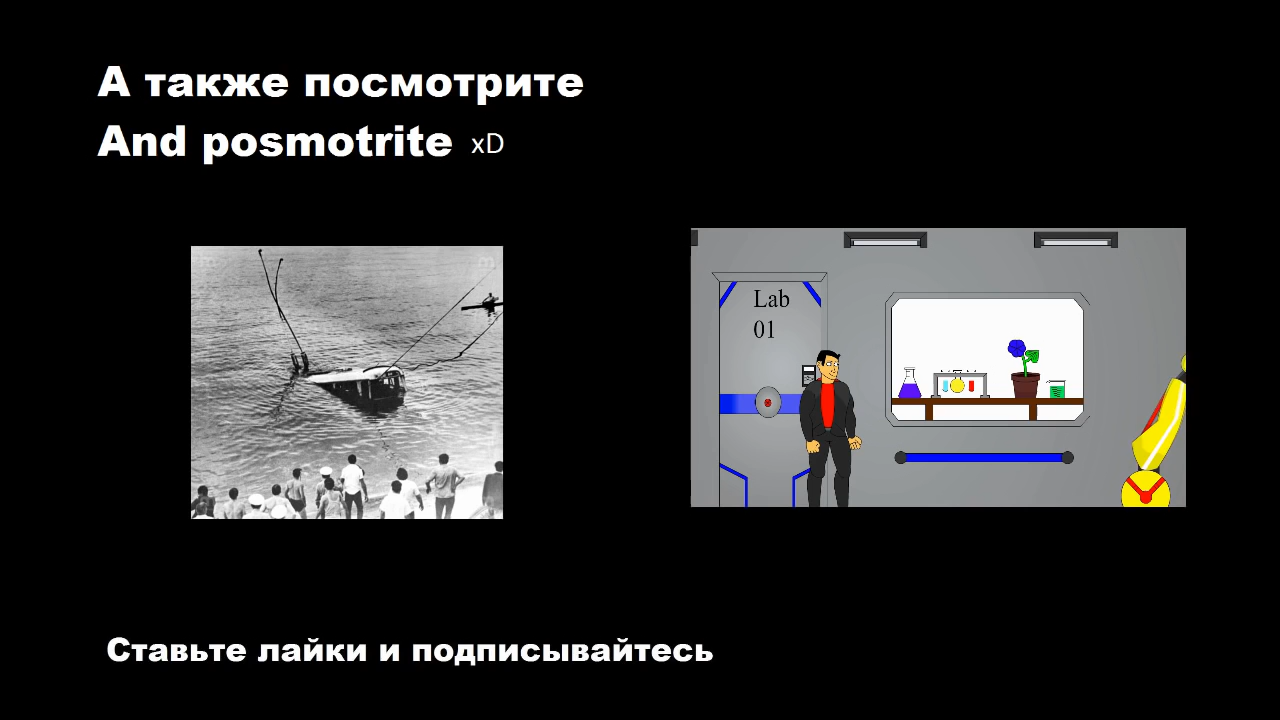 А также посмотрите
And posmotrite xD
Lab
01
Ставьте лайки и подписывайтесь